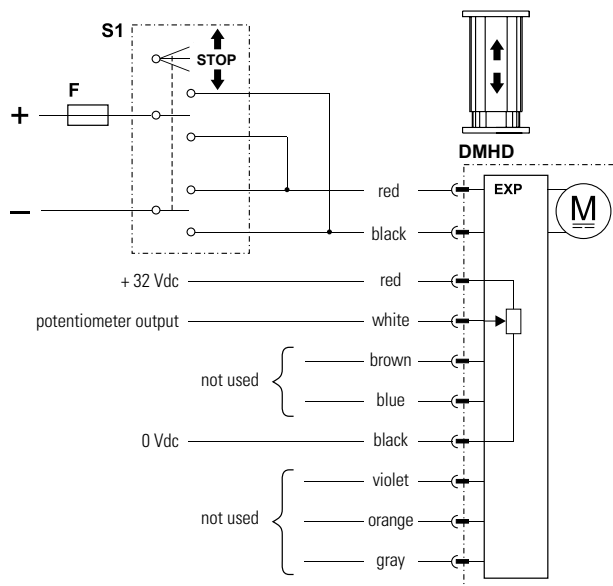 S1
STOP
F
+
–
DMHD
EXP
M
red
black
+ 32 Vdc red
potentiometer output white
brown
not used
blue
0 Vdc black
violet
not used orange
gray